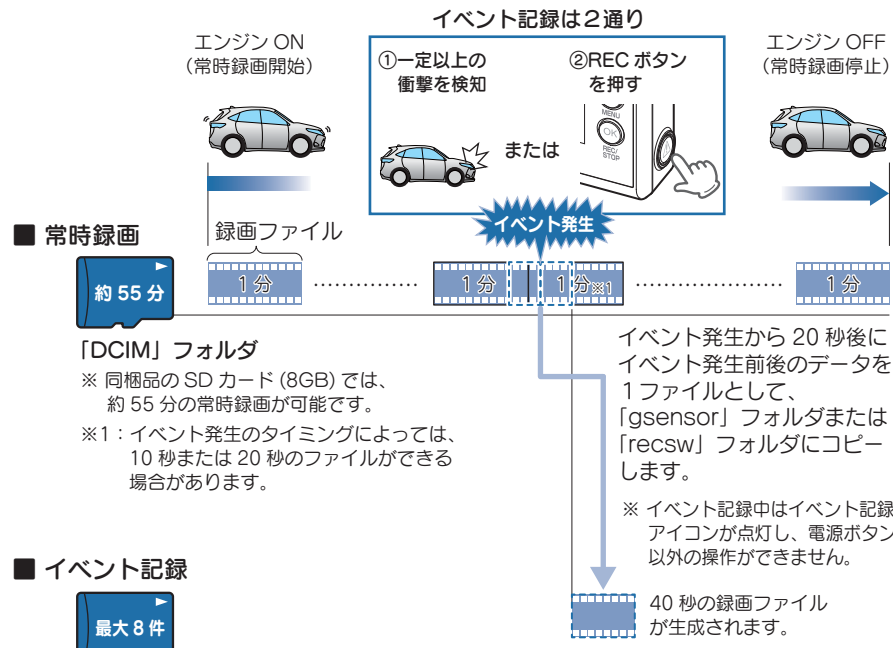 イベント記録は２通り
エンジン ON
（常時録画開始）
①一定以上の
衝撃を検知
または
②REC ボタン
を押す
MENU
OK
REC/
STOP
エンジン OFF
（常時録画停止）
イベント発生
■ 常時録画
録画ファイル
約 55 分
1 分
1 分
1 分※1
1 分
「DCIM」フォルダ
※ 同梱品の SD カード (8GB) では、
約 55 分の常時録画が可能です。
※1：イベント発生のタイミングによっては、
10 秒または 20 秒のファイルができる
場合があります。
イベント発生から 20 秒後に
イベント発生前後のデータを
１ファイルとして、
「gsensor」フォルダまたは
「recsw」フォルダにコピー
します。
※ イベント記録中はイベント記録
アイコンが点灯し、電源ボタン
以外の操作ができません。
■ イベント記録
最大 8 件
40 秒の録画ファイル
が生成されます。